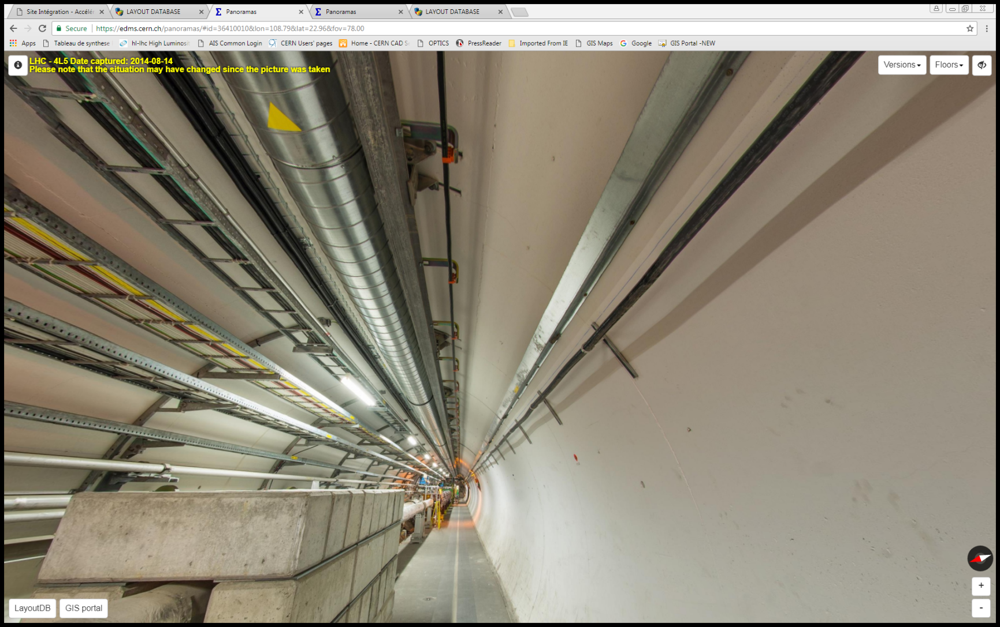 Site Intégration - Accélér
LAYOUT DATABASE
Panoramas
Panoramas
LAYOUT DATABASE
Secure
https://edms.cern.ch/panoramas/#id=36410010&lon=108.79&lat=22.96&fov=78.00
Apps
Tableau de synthese
hl-lhc High Luminosi
AIS Common Login
CERN Users' pages
Home - CERN CAD S
OPTICS
PressReader
Imported From IE
GIS Maps
Google
GIS Portal -NEW
LHC - 4L5 Date captured: 2014-08-14
Please note that the situation may have changed since the picture was taken
Versions
Floors
+
-
LayoutDB
GIS portal